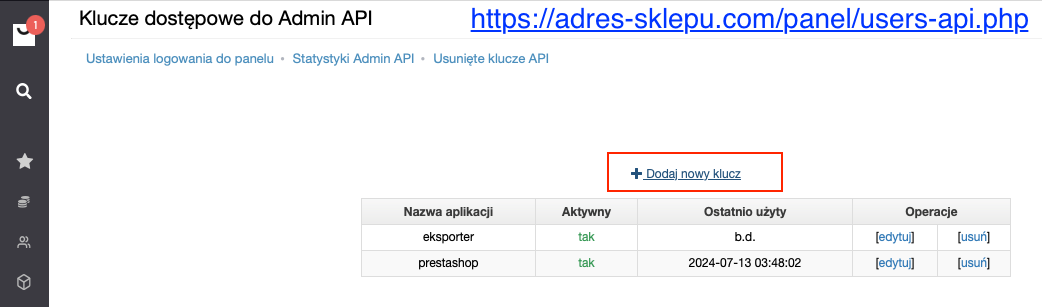 Klucze dostępowe do Admin API https://adres-sklepu.com/panel/users-api.php
1
Ustawienia logowania do panelu • Statystyki Admin API • Usunięte klucze API
+ Dodaj nowy klucz
Nazwa aplikacji Aktywny Ostatnio użyty Operacje
eksporter tak b.d. [edytuj] [usuń]
prestashop tak 2024-07-13 03:48:02 [edytuj] [usuń]